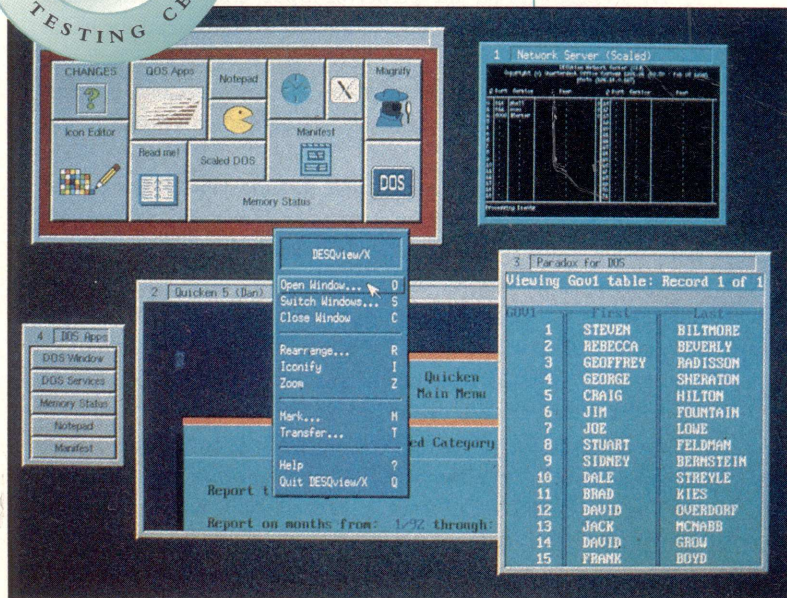 TESTING CE
CHANGES
QOS Apps
Notepad
Magnify
Icon Editor
Read me!
Scaled DOS
Manifest
DOS
Memory Status
1 Network Server (Scaled)
DESQview/X
Open Window... O
Switch Windows... S
Close Window C
Rearrange... R
Iconify I
Zoom Z
Mark... M
Transfer... T
Help ?
Quit DESQview/X Q
2 Quicken 5 (Dan)
Quicken
Main Menu
ed Category
Report t
Report on months from: 1/92 through:
4 DOS Apps
DOS Window
DOS Services
Memory Status
Notepad
Manifest
3 Paradox for DOS
Viewing Gov1 table: Record 1 of 1
GOV1 First Last
1 STEVEN BILTMORE
2 REBECCA BEVERLY
3 GEOFFREY RADISSON
4 GEORGE SHERATON
5 CRAIG HILTON
6 JIM FOUNTAIN
7 JOE LOWE
8 STUART FELDMAN
9 SIDNEY BERNSTEIN
10 DALE STREYLE
11 BRAD KIES
12 DAVID OVERDORF
13 JACK MCNABB
14 DAVID GROW
15 FRANK BOYD